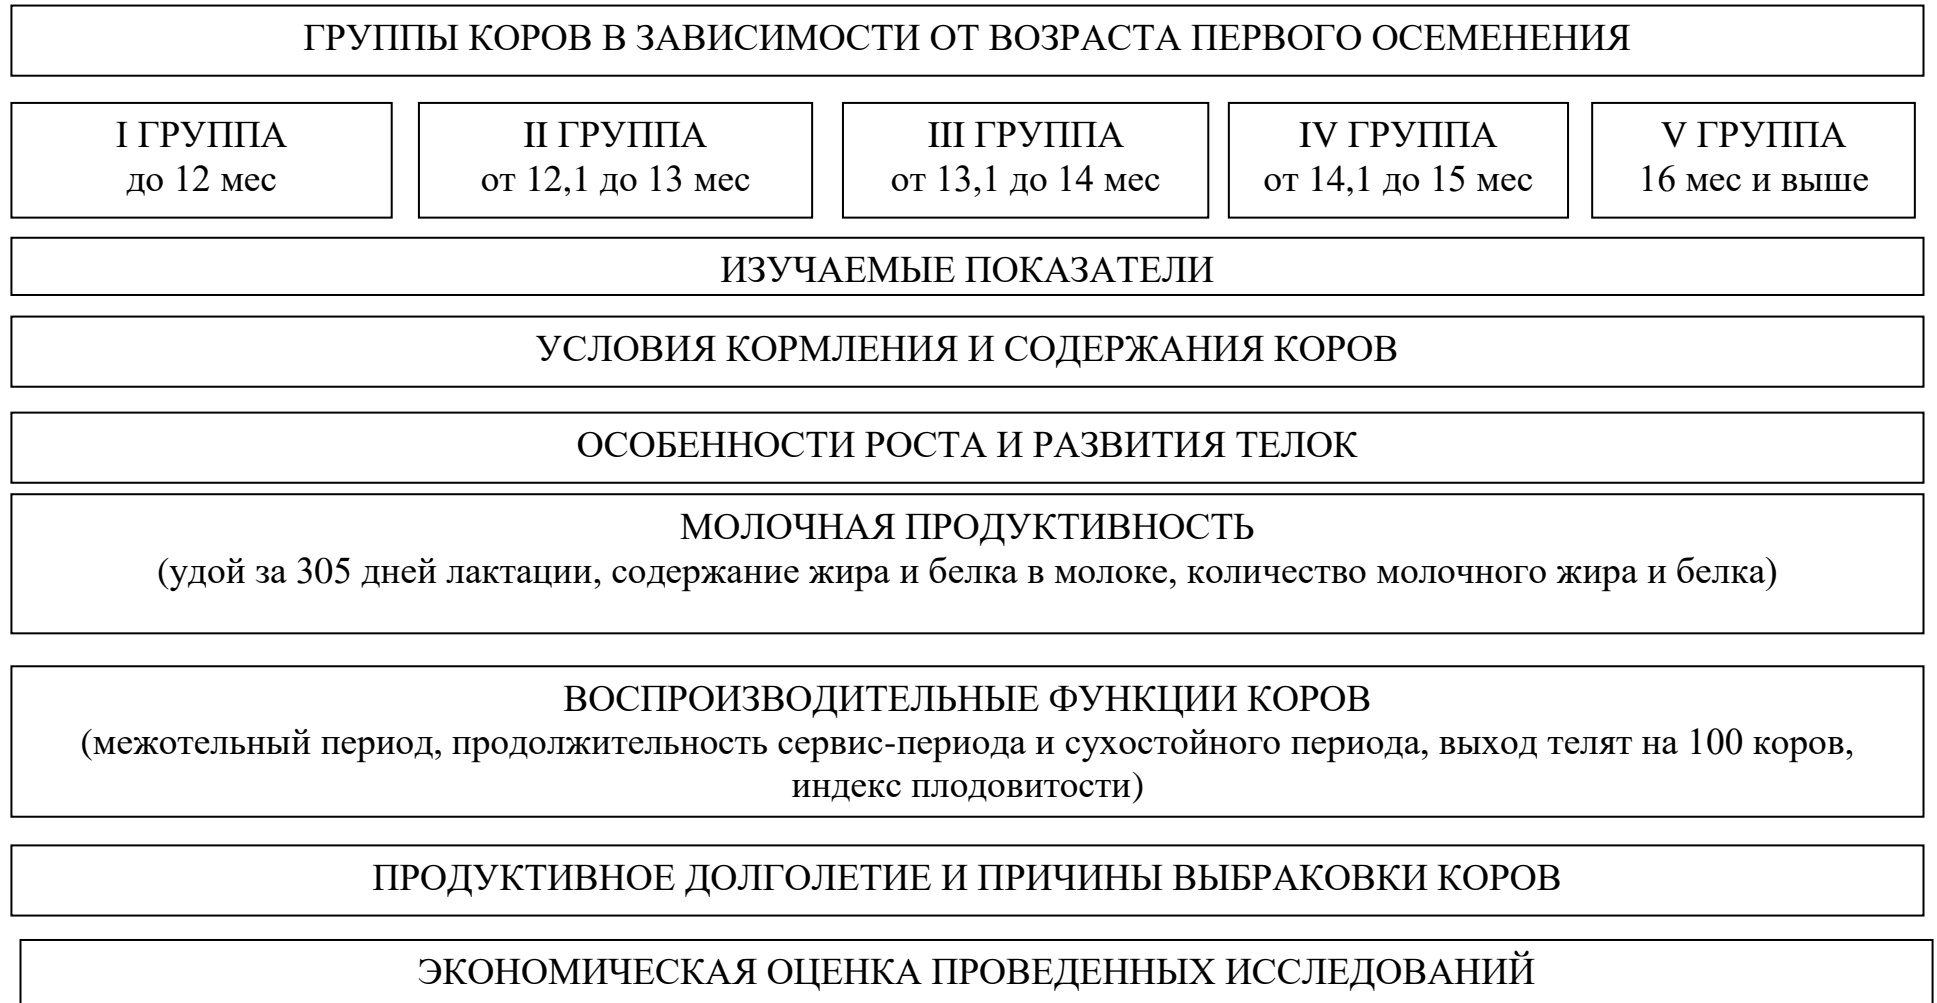 ГРУППЫ КОРОВ В ЗАВИСИМОСТИ ОТ ВОЗРАСТА ПЕРВОГО ОСЕМЕНЕНИЯ
I ГРУППА
до 12 мес
II ГРУППА
от 12,1 до 13 мес
III ГРУППА
от 13,1 до 14 мес
IV ГРУППА
от 14,1 до 15 мес
V ГРУППА
16 мес и выше
ИЗУЧАЕМЫЕ ПОКАЗАТЕЛИ
УСЛОВИЯ КОРМЛЕНИЯ И СОДЕРЖАНИЯ КОРОВ
ОСОБЕННОСТИ РОСТА И РАЗВИТИЯ ТЕЛОК
МОЛОЧНАЯ ПРОДУКТИВНОСТЬ
(удой за 305 дней лактации, содержание жира и белка в молоке, количество молочного жира и белка)
ВОСПРОИЗВОДИТЕЛЬНЫЕ ФУНКЦИИ КОРОВ
(межотельный период, продолжительность сервис-периода и сухостойного периода, выход телят на 100 коров,
индекс плодовитости)
ПРОДУКТИВНОЕ ДОЛГОЛЕТИЕ И ПРИЧИНЫ ВЫБРАКОВКИ КОРОВ
ЭКОНОМИЧЕСКАЯ ОЦЕНКА ПРОВЕДЕННЫХ ИССЛЕДОВАНИЙ